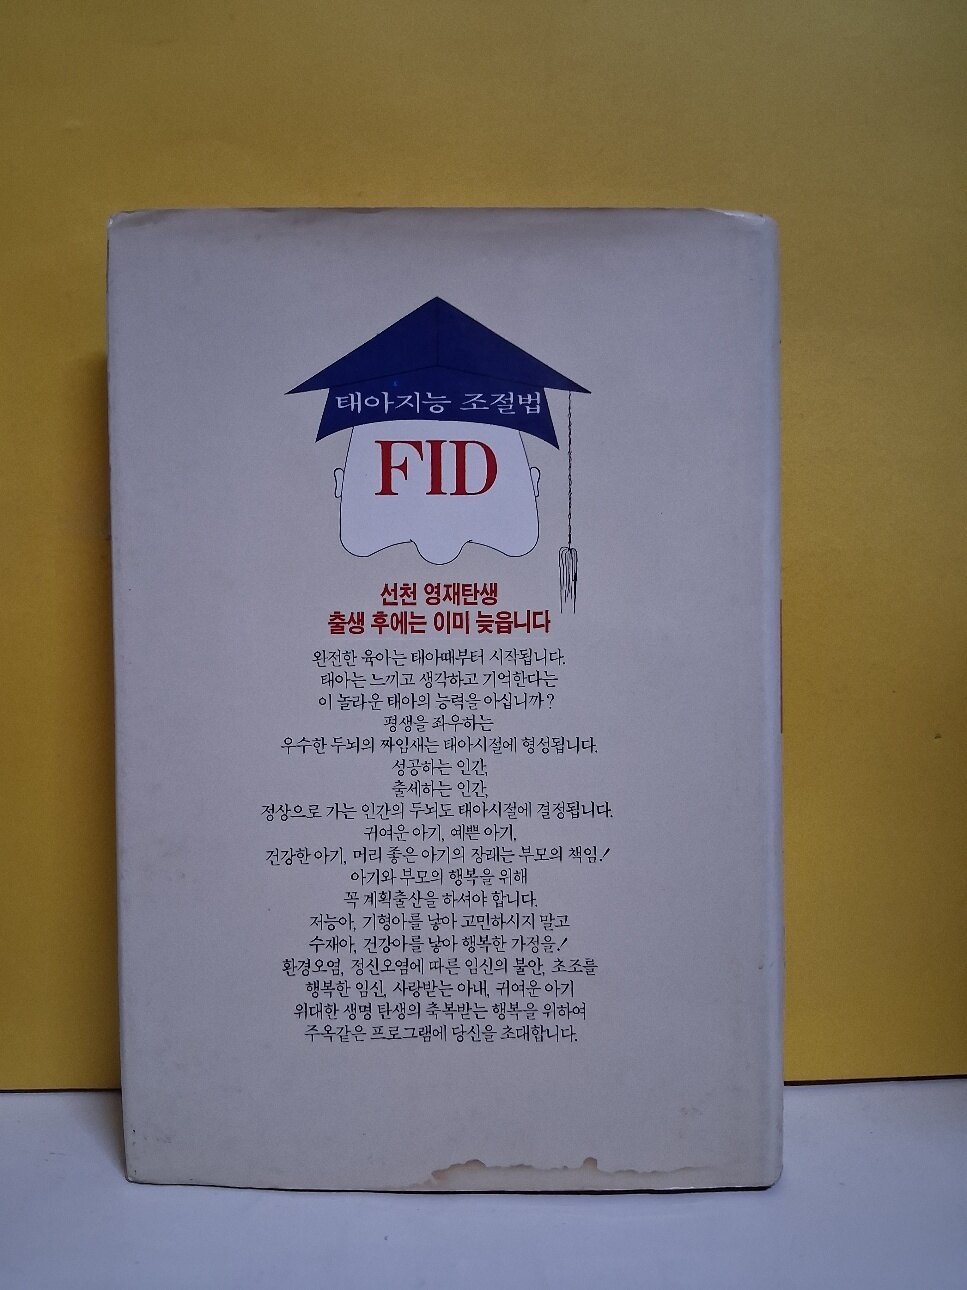 태아지능 조절법
FID
선천 영재탄생
출생 후에는 이미 늦읍니다
완전한 육아는 태아때부터 시작됩니다.
태아는 느끼고 생각하고 기억한다는
이 놀라운 태아의 능력을 아십니까?
평생을 좌우하는
우수한 두뇌의 짜임새는 태아시절에 형성됩니다.
성공하는 인간,
출세하는 인간,
정상으로 가는 인간의 두뇌도 태아시절에 결정됩니다.
귀여운 아기, 예쁜 아기,
건강한 아기, 머리 좋은 아기의 장래는 부모의 책임!
아기와 부모의 행복을 위해
꼭 계획출산을 하셔야 합니다.
저능아, 기형아를 낳아 고민하시지 말고
수재아, 건강아를 낳아 행복한 가정을!
환경오염, 정신오염에 따른 임신의 불안, 초조를
행복한 임신, 사랑받는 아내, 귀여운 아기
위대한 생명 탄생의 축복받는 행복을 위하여
주옥같은 프로그램에 당신을 초대합니다.